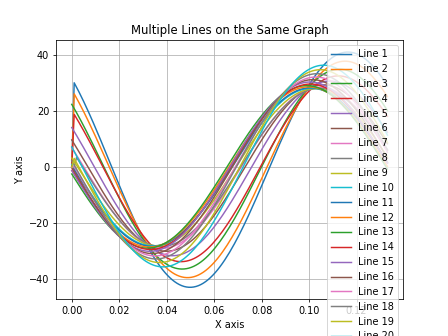 Multiple Lines on the Same Graph
Y axis
40
20
0
−20
−40
0.00
0.02
0.04
0.06
0.08
0.10
X axis
Line 1
Line 2
Line 3
Line 4
Line 5
Line 6
Line 7
Line 8
Line 9
Line 10
Line 11
Line 12
Line 13
Line 14
Line 15
Line 16
Line 17
Line 18
Line 19
Line 20